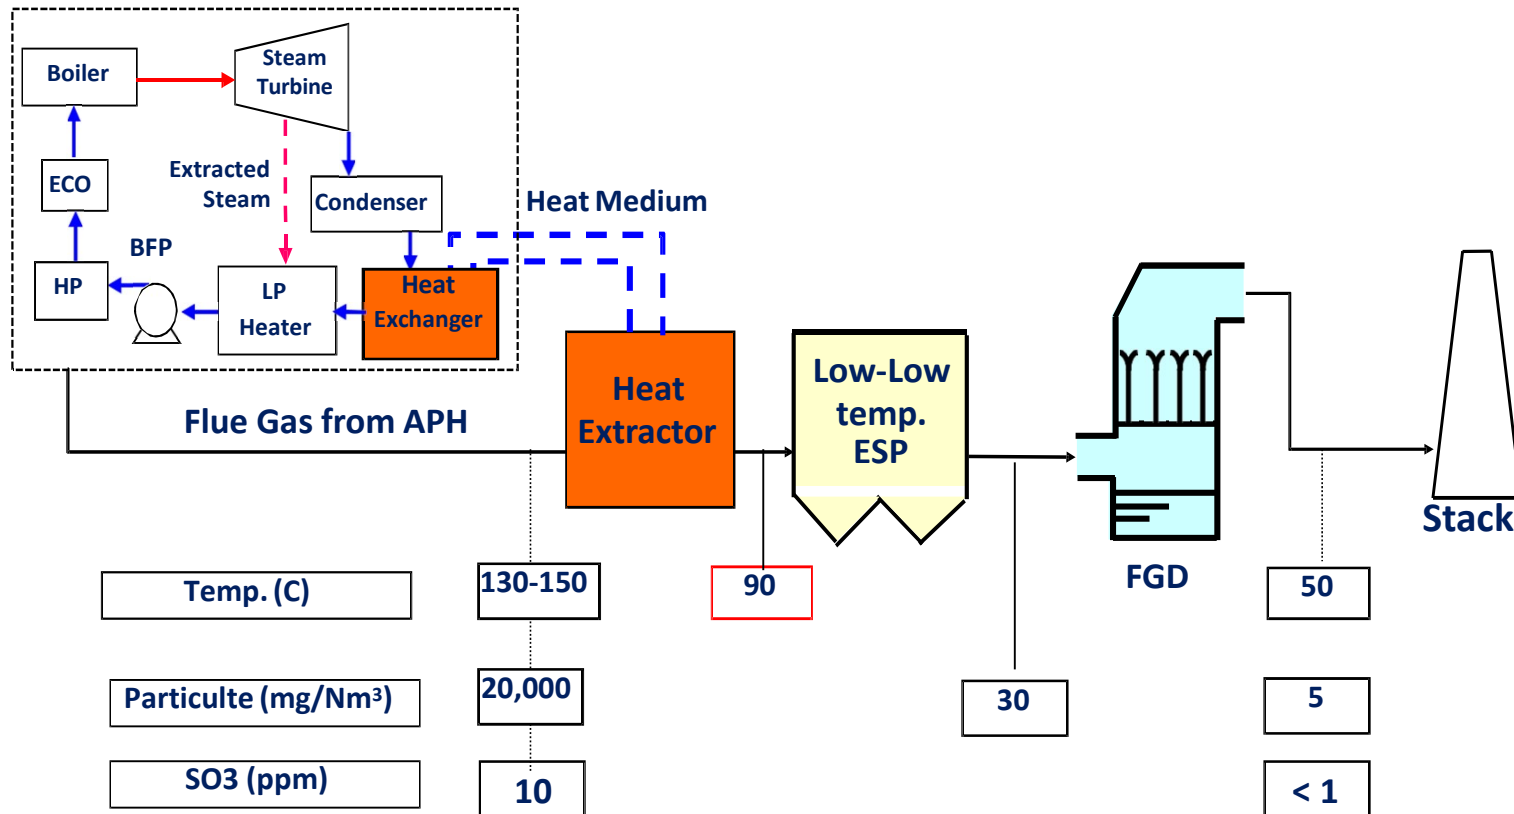 Boiler
Steam
Turbine
ECO
Extracted
Steam
Condenser
Heat Medium
BFP
HP
LP
Heater
Heat
Exchanger
Heat
Extractor
Low-Low
temp.
ESP
Flue Gas from APH
Stack
FGD
Temp. (C)
130-150
90
50
Particulte (mg/Nm³)
20,000
30
5
SO3 (ppm)
10
< 1